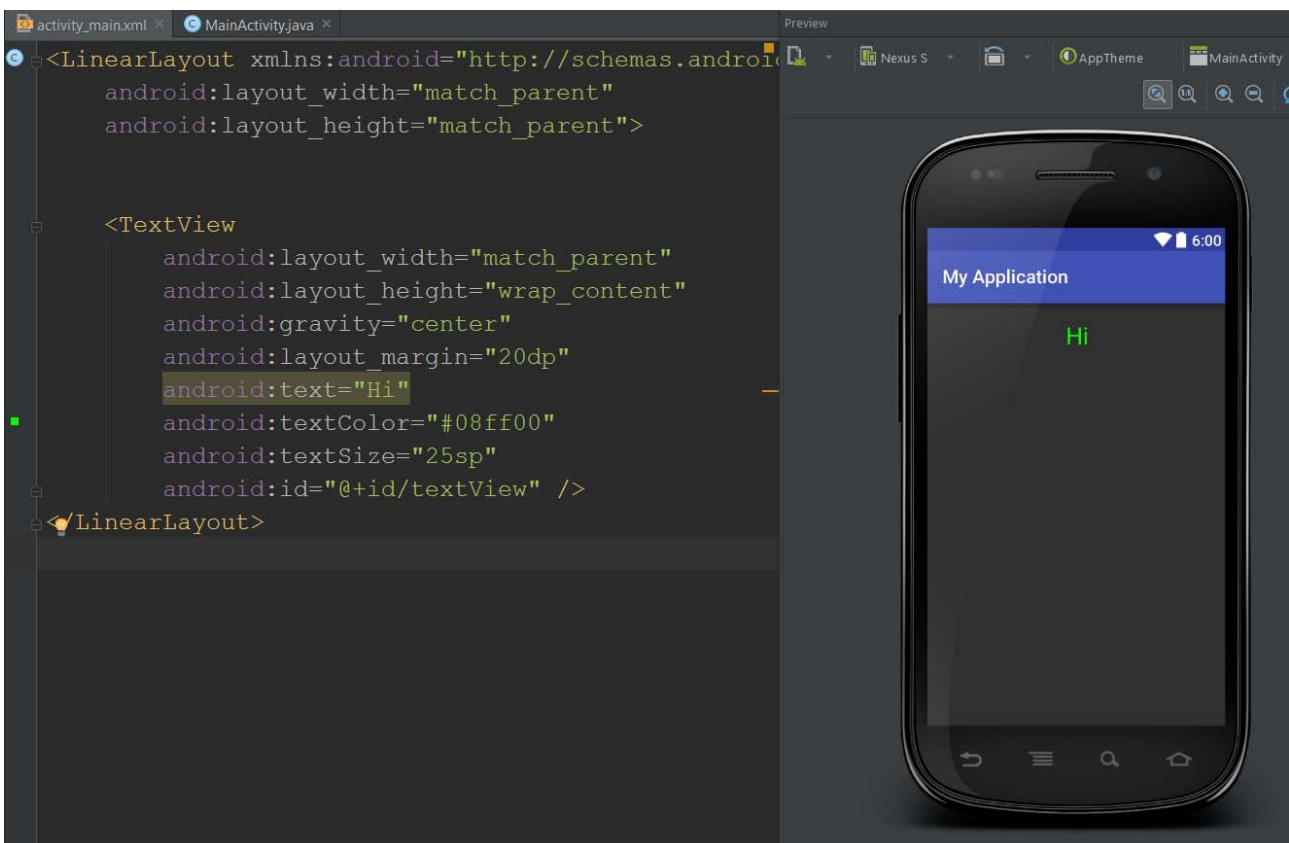 activity_main.xml × MainActivity.java ×
<LinearLayout xmlns:android="http://schemas.androi
android:layout_width="match_parent"
android:layout_height="match_parent">
<TextView
android:layout_width="match_parent"
android:layout_height="wrap_content"
android:gravity="center"
android:layout_margin="20dp"
android:text="Hi"
android:textColor="#08ff00"
android:textSize="25sp"
android:id="@+id/textView" />
</LinearLayout>
Preview
Nexus S AppTheme MainActivity
6:00
My Application
Hi